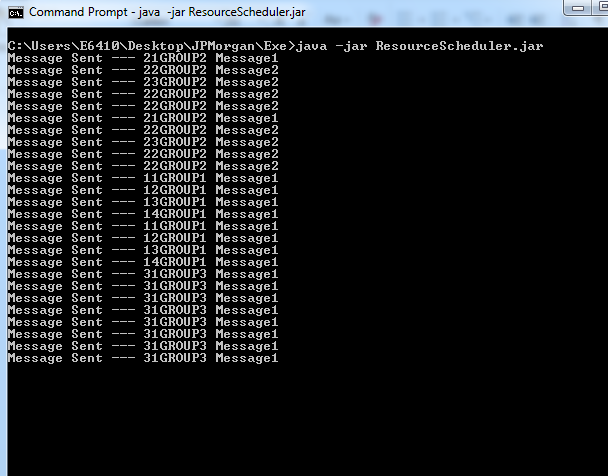 Command Prompt - java -jar ResourceScheduler.jar
C:\Users\E6410\Desktop\JPMorgan\Exe>java -jar ResourceScheduler.jar
Message Sent --- 21GROUP2 Message1
Message Sent --- 22GROUP2 Message2
Message Sent --- 23GROUP2 Message2
Message Sent --- 22GROUP2 Message2
Message Sent --- 22GROUP2 Message2
Message Sent --- 21GROUP2 Message1
Message Sent --- 22GROUP2 Message2
Message Sent --- 23GROUP2 Message2
Message Sent --- 22GROUP2 Message2
Message Sent --- 22GROUP2 Message2
Message Sent --- 11GROUP1 Message1
Message Sent --- 12GROUP1 Message1
Message Sent --- 13GROUP1 Message1
Message Sent --- 14GROUP1 Message1
Message Sent --- 11GROUP1 Message1
Message Sent --- 12GROUP1 Message1
Message Sent --- 13GROUP1 Message1
Message Sent --- 14GROUP1 Message1
Message Sent --- 31GROUP3 Message1
Message Sent --- 31GROUP3 Message1
Message Sent --- 31GROUP3 Message1
Message Sent --- 31GROUP3 Message1
Message Sent --- 31GROUP3 Message1
Message Sent --- 31GROUP3 Message1
Message Sent --- 31GROUP3 Message1
Message Sent --- 31GROUP3 Message1